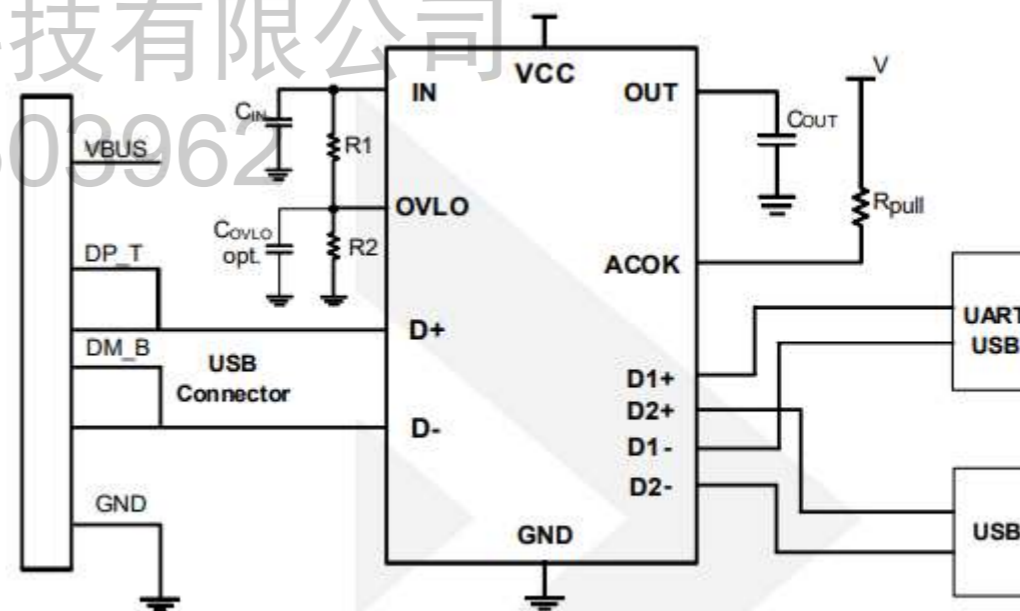 技有限公司
603962
VCC
IN
OUT
V
CIN
R1
COUT
VBUS
OVLO
Rpull
COVLO
opt.
R2
DP_T
ACOK
D+
UART
USB
DM_B
USB
Connector
D1+
D2+
D-
D1-
D2-
GND
USB
GND